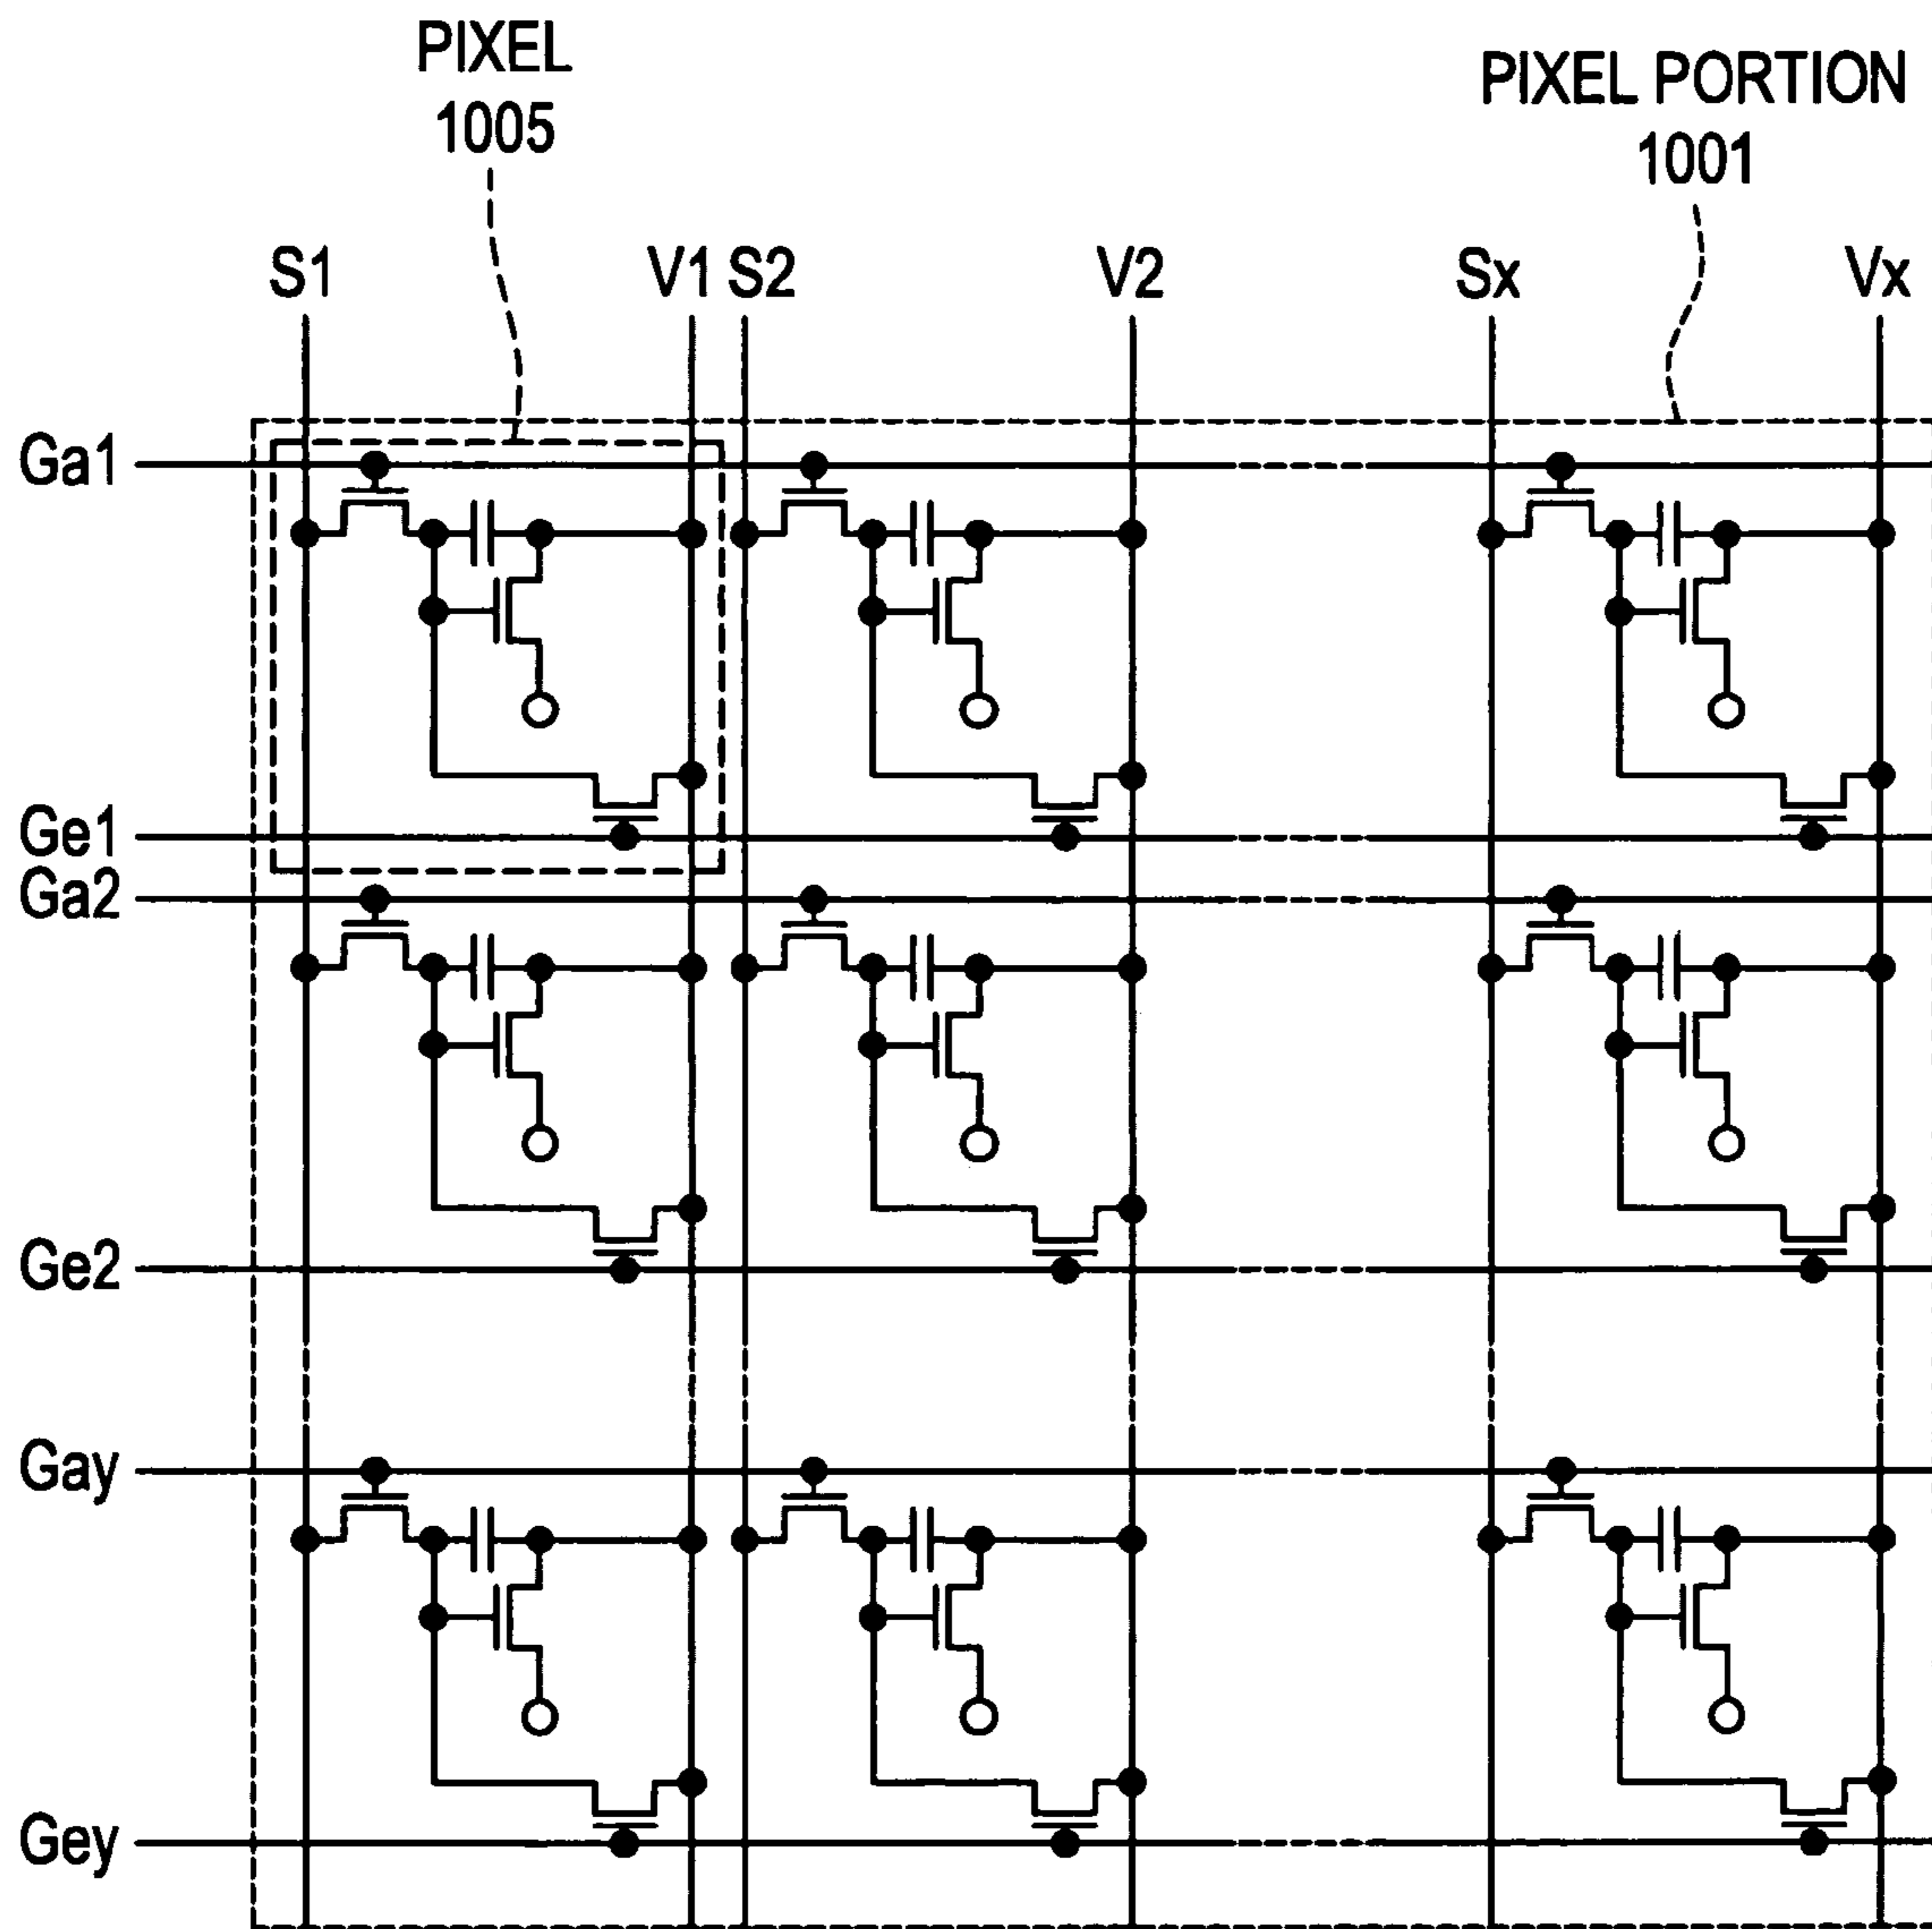 PIXEL
1005
PIXEL PORTION
1001
S1 V1 S2 V2 Sx Vx
Ga1
Ge1
Ga2
Ge2
Gay
Gey